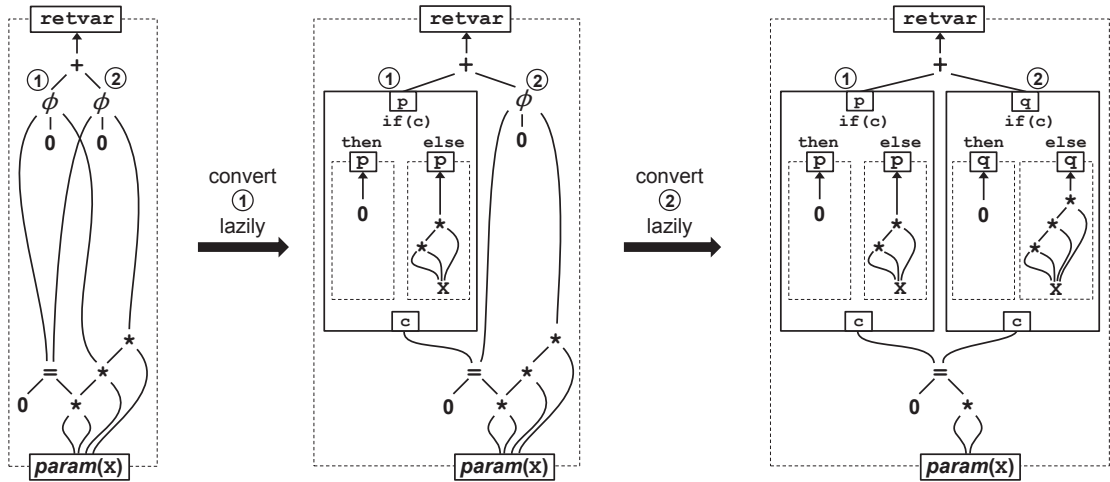 retvar
+
1 2
ϕ ϕ
0 0
*
= *
0 *
param(x)
convert
1
lazily
retvar
+
1 2
p ϕ
if(c)
0
then else
p p
0
*
*
x
c
*
= *
0 *
param(x)
convert
2
lazily
retvar
+
1 2
p q
if(c) if(c)
then else then else
p p q q
0 0
*
* *
* *
x x
c c
=
0 *
param(x)